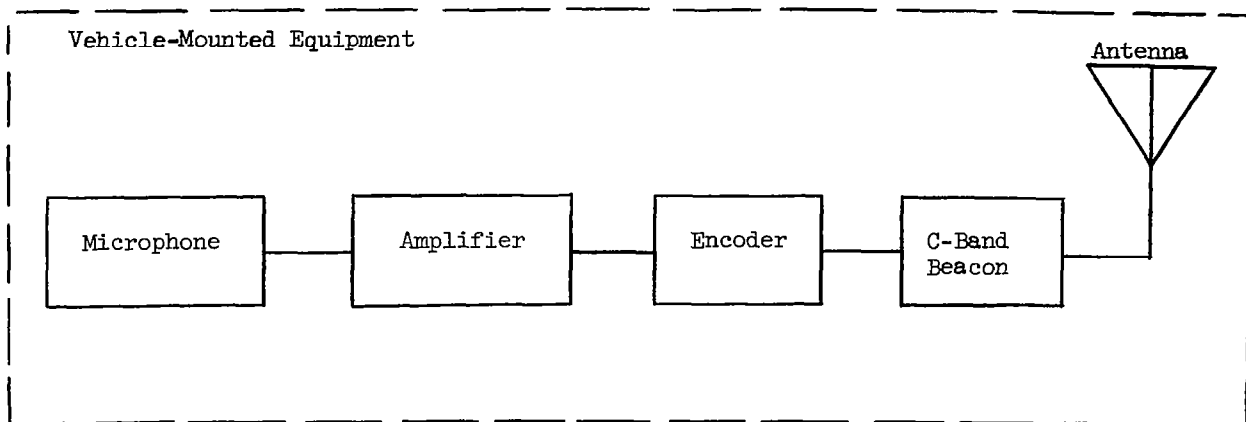 Vehicle-Mounted Equipment
Antenna
Microphone
Amplifier
Encoder
C-Band
Beacon